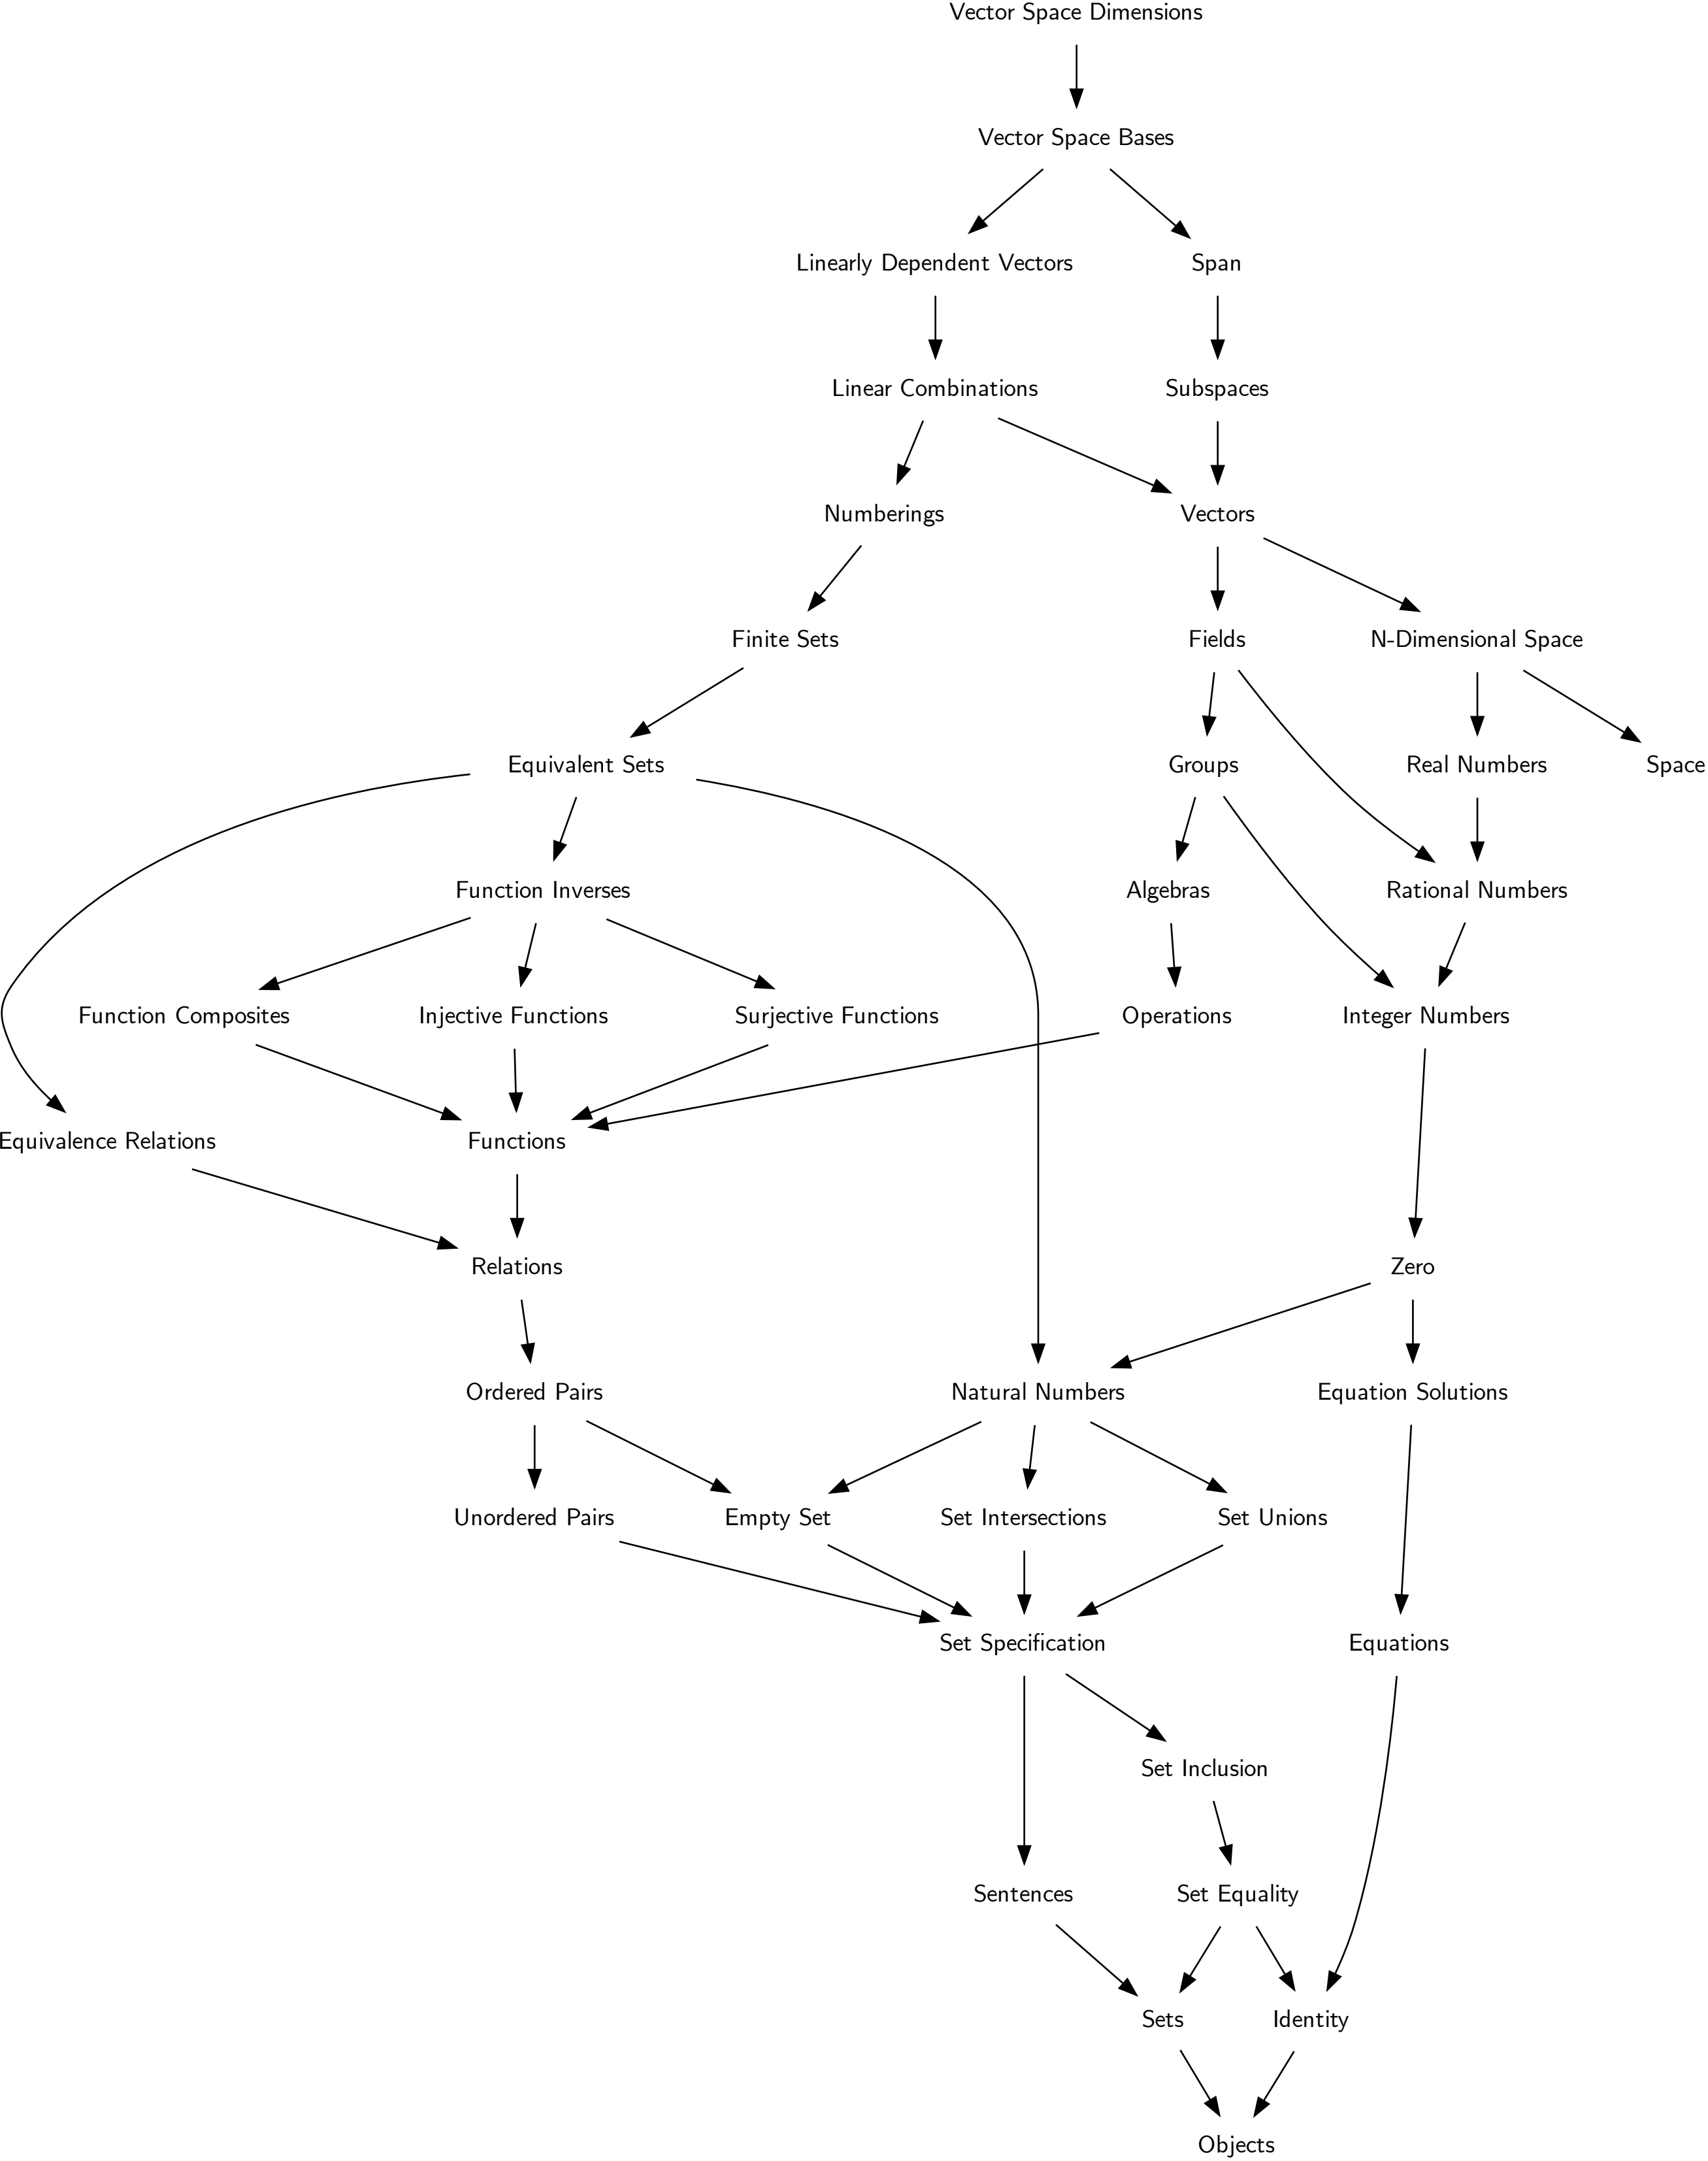 Vector Space Dimensions
Vector Space Bases
Linearly Dependent Vectors
Span
Linear Combinations
Subspaces
Numberings
Vectors
Finite Sets
Fields
N-Dimensional Space
Equivalent Sets
Groups
Real Numbers
Space
Function Inverses
Algebras
Rational Numbers
Function Composites
Injective Functions
Surjective Functions
Operations
Integer Numbers
Equivalence Relations
Functions
Relations
Zero
Ordered Pairs
Natural Numbers
Equation Solutions
Unordered Pairs
Empty Set
Set Intersections
Set Unions
Set Specification
Equations
Set Inclusion
Sentences
Set Equality
Sets
Identity
Objects